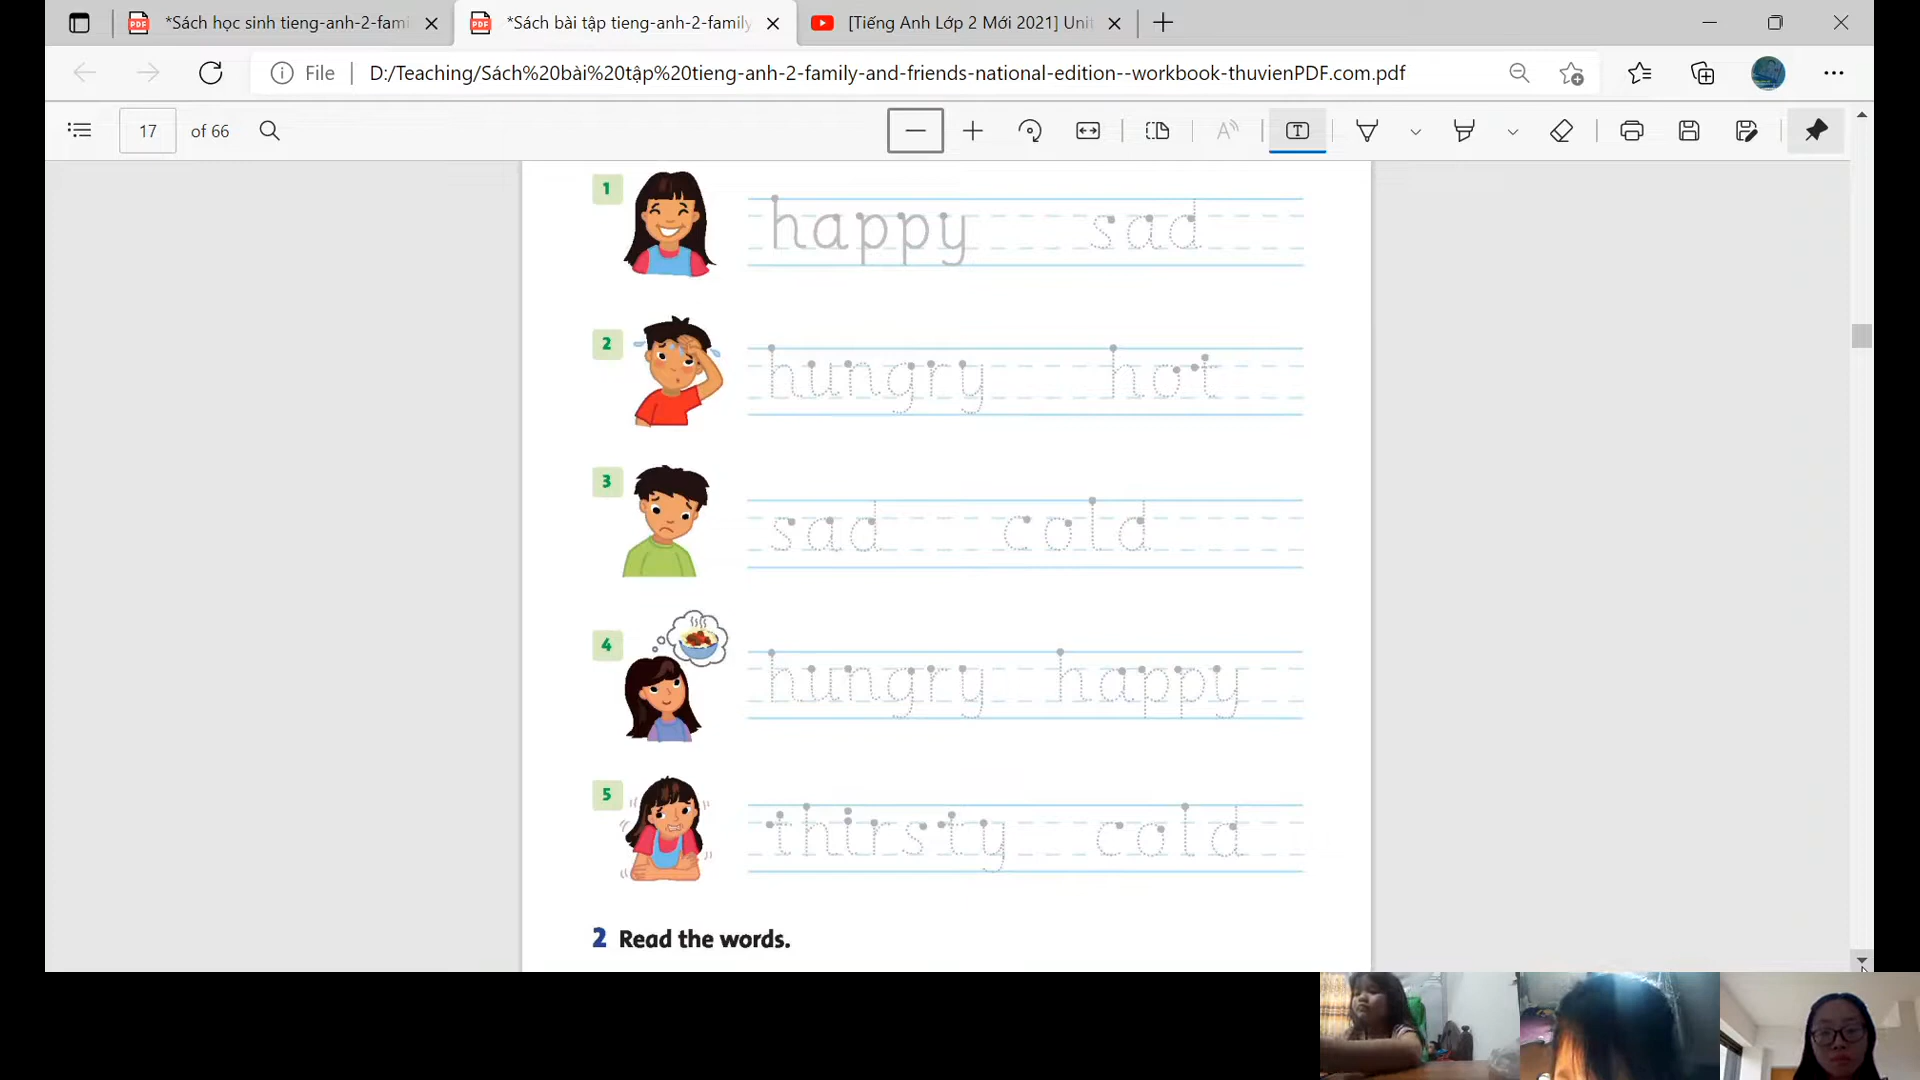 *Sách học sinh tieng-anh-2-fami
*Sách bài tập tieng-anh-2-family
[Tiếng Anh Lớp 2 Mới 2021] Uni
File
D:/Teaching/Sách%20bài%20tập%20tieng-anh-2-family-and-friends-national-edition--workbook-thuvienPDF.com.pdf
17 of 66
1 happy sad
2 hungry hot
3 sad cold
4 hungry happy
5 thirsty cold
2 Read the words.